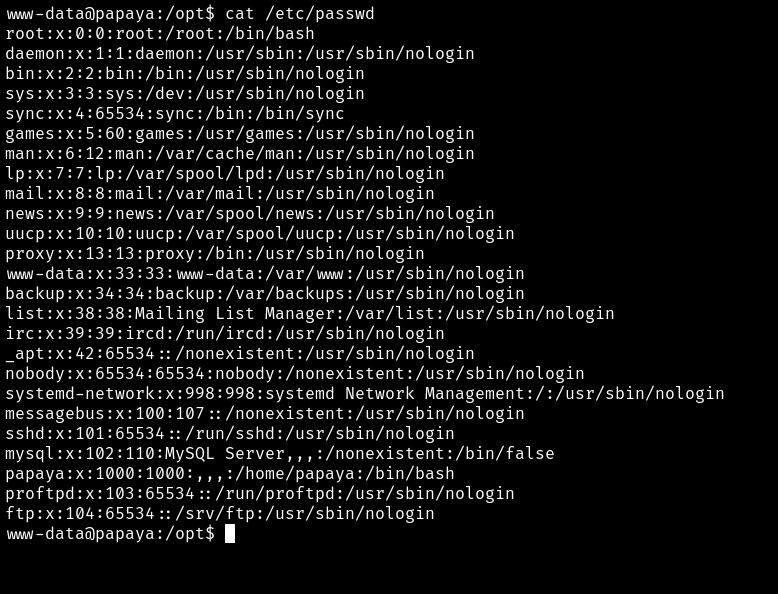 www-data@papaya:/opt$ cat /etc/passwd
root:x:0:0:root:/root:/bin/bash
daemon:x:1:1:daemon:/usr/sbin:/usr/sbin/nologin
bin:x:2:2:bin:/bin:/usr/sbin/nologin
sys:x:3:3:sys:/dev:/usr/sbin/nologin
sync:x:4:65534:sync:/bin:/bin/sync
games:x:5:60:games:/usr/games:/usr/sbin/nologin
man:x:6:12:man:/var/cache/man:/usr/sbin/nologin
lp:x:7:7:lp:/var/spool/lpd:/usr/sbin/nologin
mail:x:8:8:mail:/var/mail:/usr/sbin/nologin
news:x:9:9:news:/var/spool/news:/usr/sbin/nologin
uucp:x:10:10:uucp:/var/spool/uucp:/usr/sbin/nologin
proxy:x:13:13:proxy:/bin:/usr/sbin/nologin
www-data:x:33:33:www-data:/var/www:/usr/sbin/nologin
backup:x:34:34:backup:/var/backups:/usr/sbin/nologin
list:x:38:38:Mailing List Manager:/var/list:/usr/sbin/nologin
irc:x:39:39:ircd:/run/ircd:/usr/sbin/nologin
_apt:x:42:65534::/nonexistent:/usr/sbin/nologin
nobody:x:65534:65534:nobody:/nonexistent:/usr/sbin/nologin
systemd-network:x:998:998:systemd Network Management:/:/usr/sbin/nologin
messagebus:x:100:107::/nonexistent:/usr/sbin/nologin
sshd:x:101:65534::/run/sshd:/usr/sbin/nologin
mysql:x:102:110:MySQL Server,,,:/nonexistent:/bin/false
papaya:x:1000:1000:,,,:/home/papaya:/bin/bash
proftpd:x:103:65534::/run/proftpd:/usr/sbin/nologin
ftp:x:104:65534::/srv/ftp:/usr/sbin/nologin
www-data@papaya:/opt$